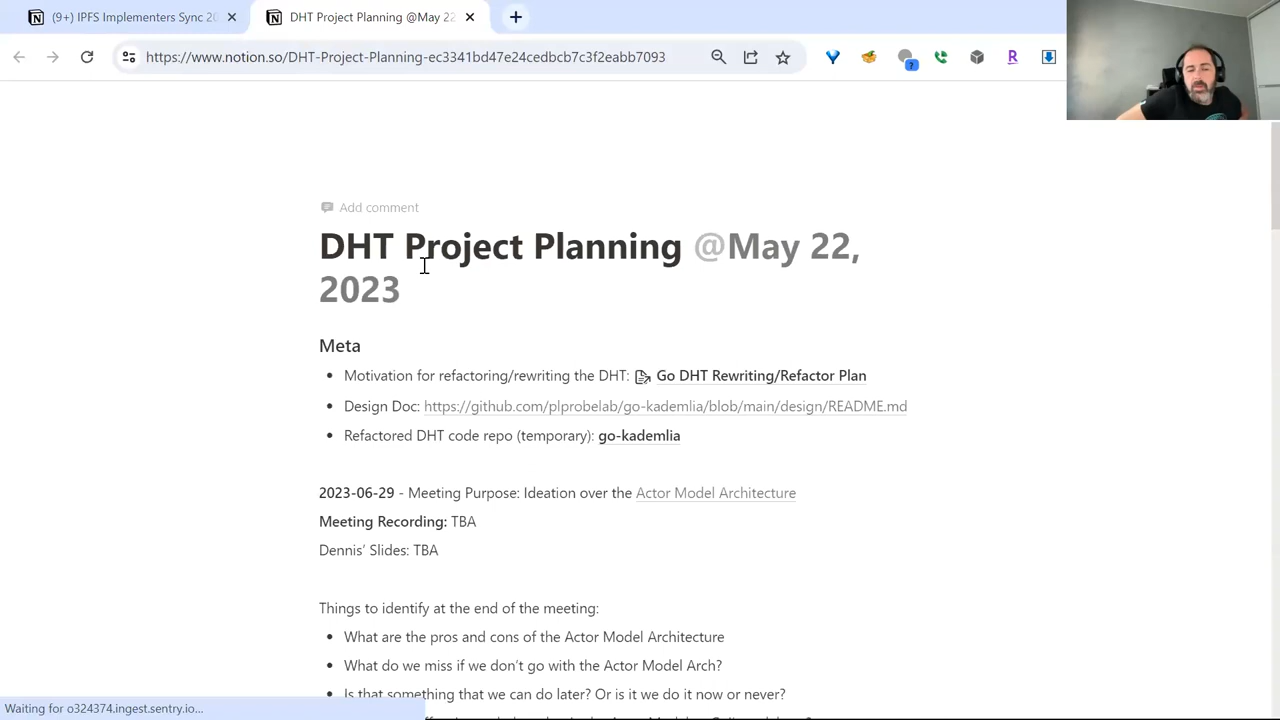 (9+) IPFS Implementers Sync 20
DHT Project Planning @May 22
https://www.notion.so/DHT-Project-Planning-ec3341bd47e24cedbcb7c3f2eabb7093
?
R
Add comment
DHT Project Planning @May 22,
2023
Meta
• Motivation for refactoring/rewriting the DHT: Go DHT Rewriting/Refactor Plan
• Design Doc: https://github.com/plprobelab/go-kademlia/blob/main/design/README.md
• Refactored DHT code repo (temporary): go-kademlia
2023-06-29 - Meeting Purpose: Ideation over the Actor Model Architecture
Meeting Recording: TBA
Dennis’ Slides: TBA
Things to identify at the end of the meeting:
• What are the pros and cons of the Actor Model Architecture
• What do we miss if we don’t go with the Actor Model Arch?
• Is that something that we can do later? Or is it we do it now or never?
Waiting for o324374.ingest.sentry.io...